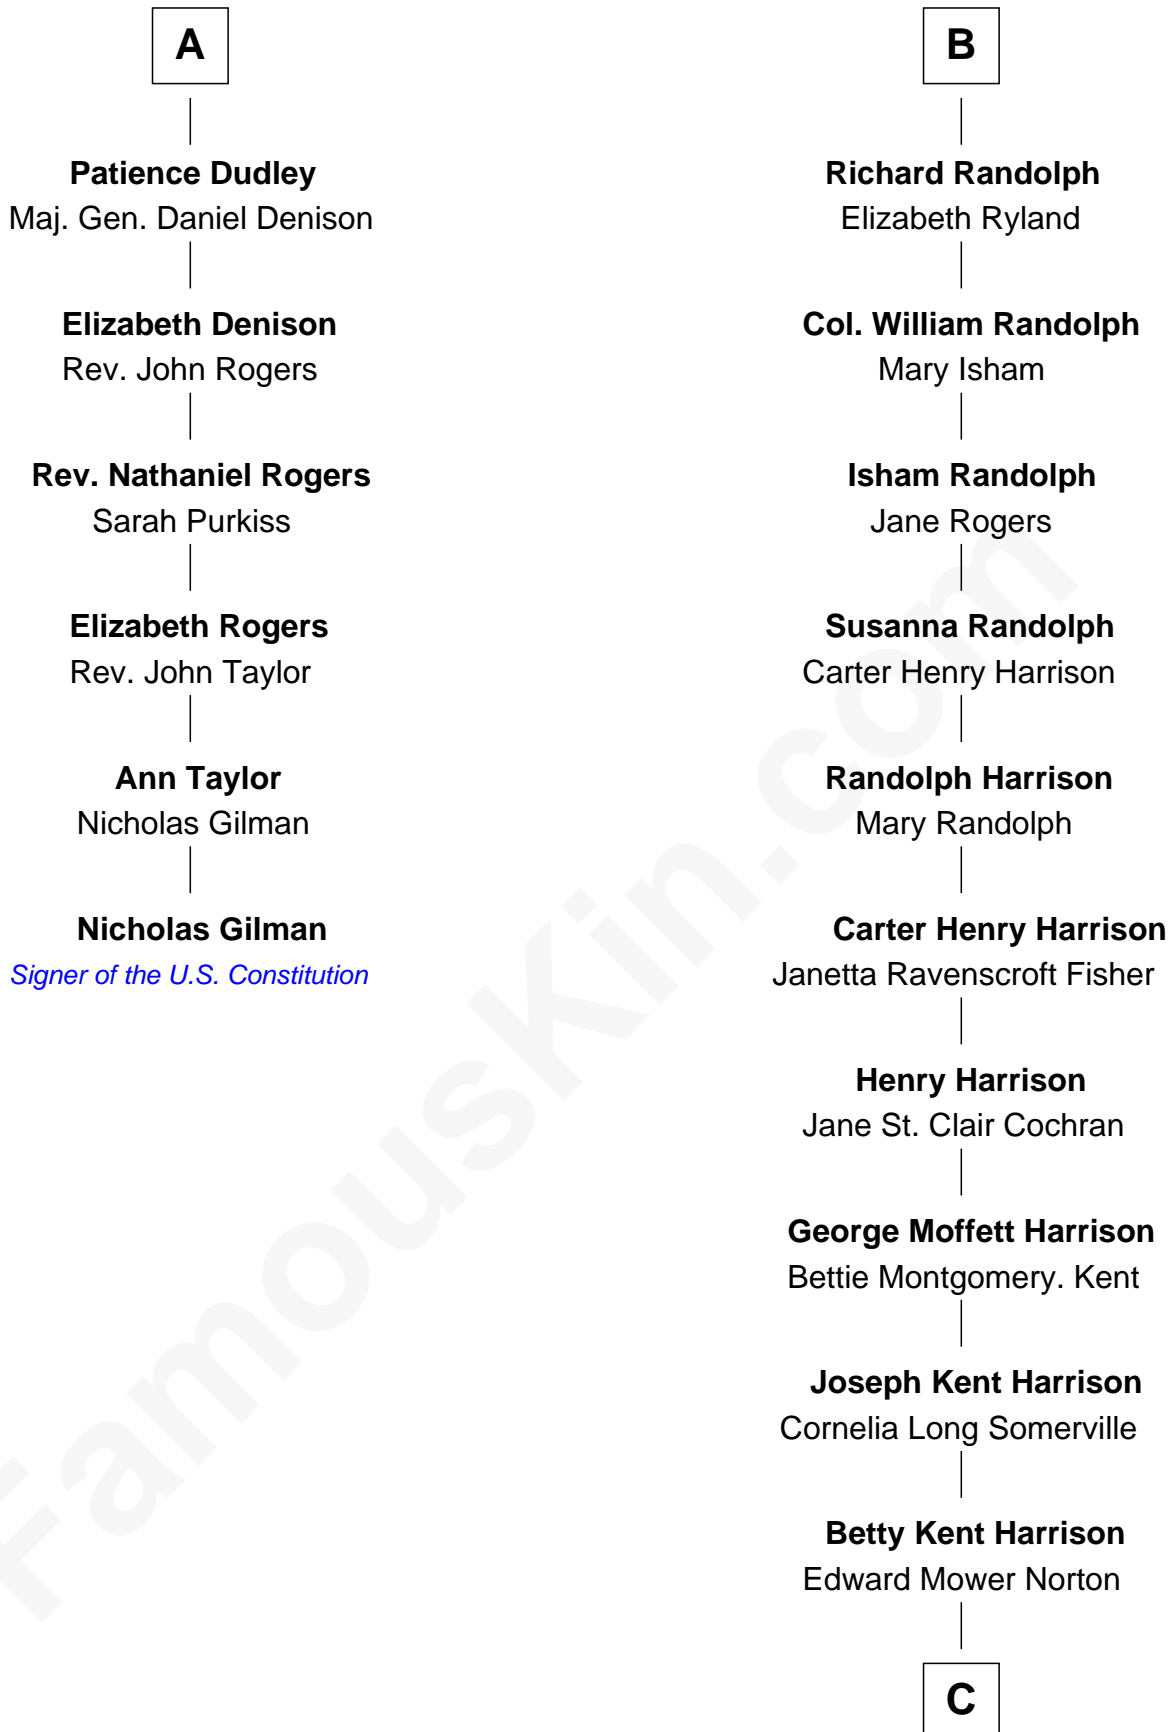 A
Patience Dudley
Maj. Gen. Daniel Denison
Elizabeth Denison
Rev. John Rogers
Rev. Nathaniel Rogers
Sarah Purkiss
Elizabeth Rogers
Rev. John Taylor
Ann Taylor
Nicholas Gilman
Nicholas Gilman
Signer of the U.S. Constitution
B
Richard Randolph
Elizabeth Ryland
Col. William Randolph
Mary Isham
Isham Randolph
Jane Rogers
Susanna Randolph
Carter Henry Harrison
Randolph Harrison
Mary Randolph
Carter Henry Harrison
Janetta Ravenscroft Fisher
Henry Harrison
Jane St. Clair Cochran
George Moffett Harrison
Bettie Montgomery. Kent
Joseph Kent Harrison
Cornelia Long Somerville
Betty Kent Harrison
Edward Mower Norton
C
FamousKin.com